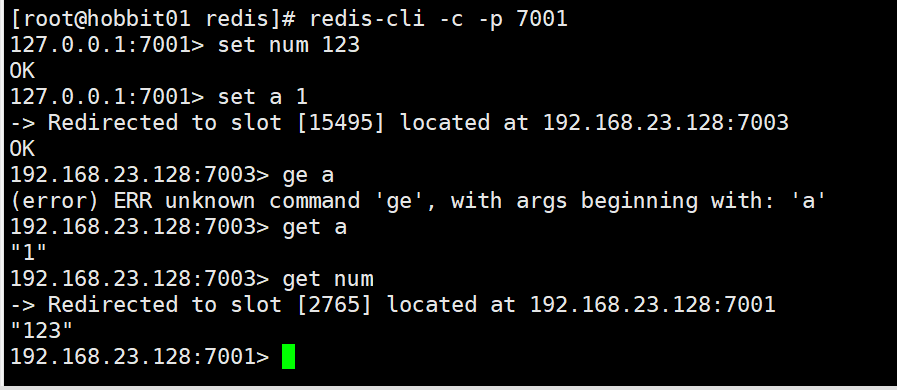 [root@hobbit01 redis]# redis-cli -c -p 7001
127.0.0.1:7001> set num 123
OK
127.0.0.1:7001> set a 1
-> Redirected to slot [15495] located at 192.168.23.128:7003
OK
192.168.23.128:7003> ge a
(error) ERR unknown command 'ge', with args beginning with: 'a'
192.168.23.128:7003> get a
"1"
192.168.23.128:7003> get num
-> Redirected to slot [2765] located at 192.168.23.128:7001
"123"
192.168.23.128:7001>